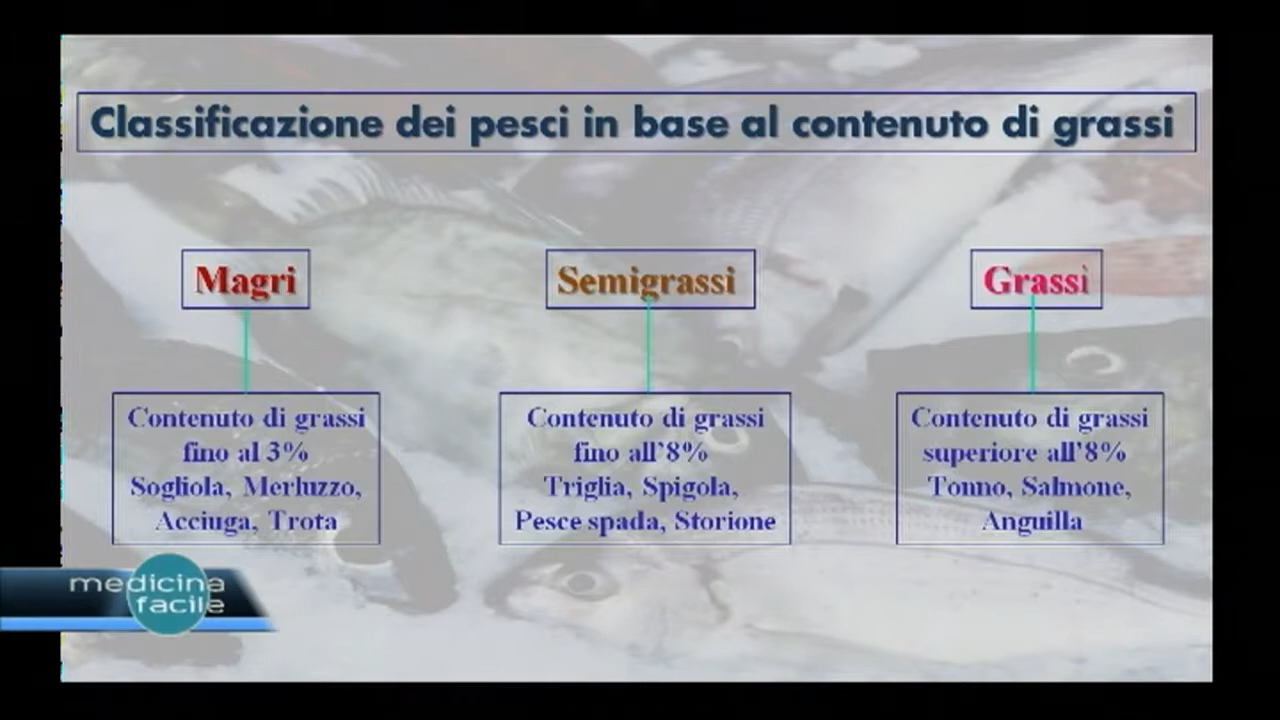 Classificazione dei pesci in base al contenuto di grassi
Magri
Contenuto di grassi
fino al 3%
Sogliola, Merluzzo,
Acciuga, Trota
Semigrassi
Contenuto di grassi
fino all'8%
Triglia, Spigola,
Pesce spada, Storione
Grassi
Contenuto di grassi
superiore all'8%
Tonno, Salmone,
Anguilla
medicina
facile